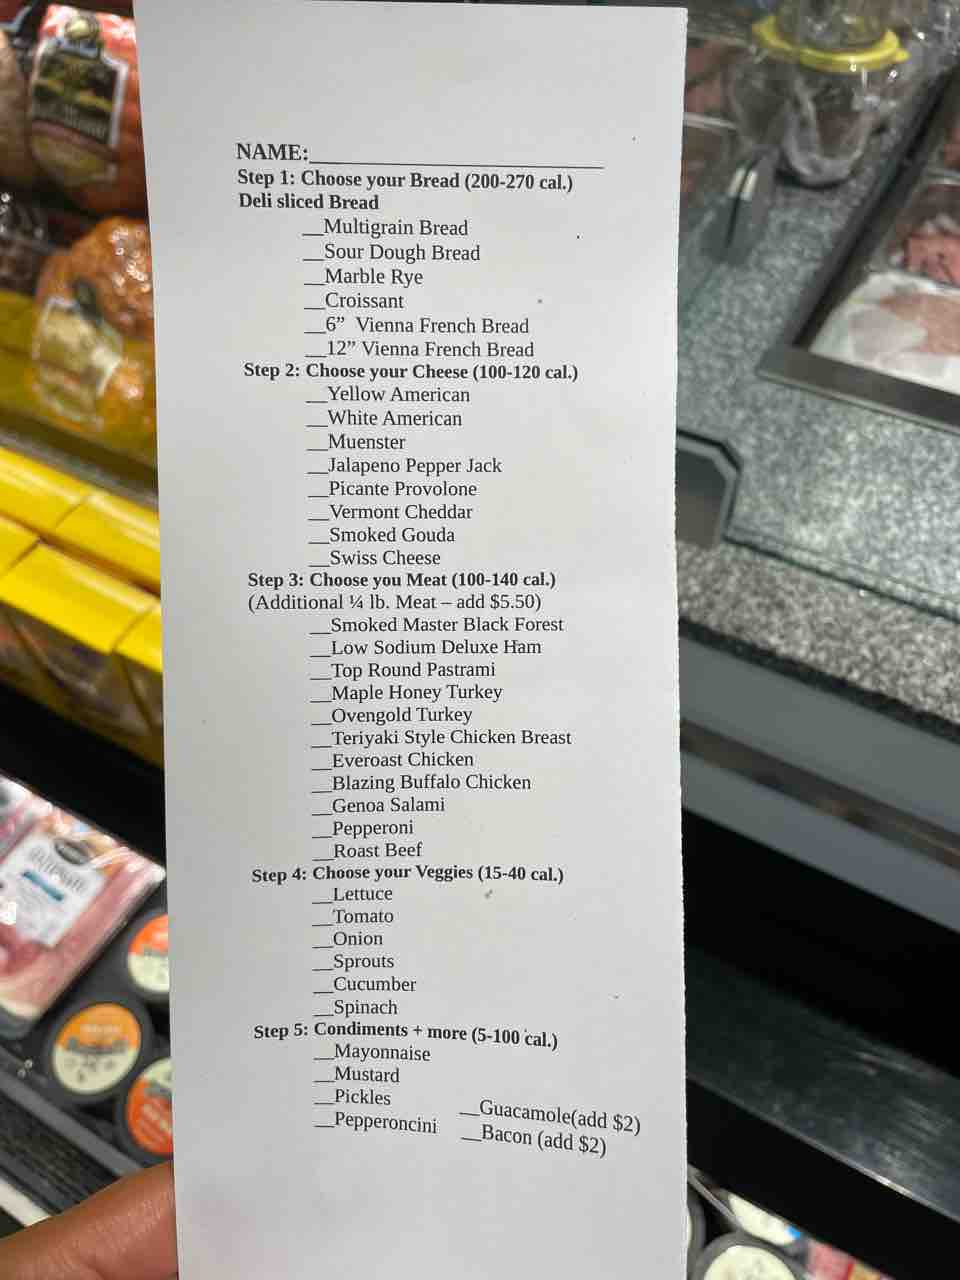 NAME:____________________________
Step 1: Choose your Bread (200-270 cal.)
Deli sliced Bread
__Multigrain Bread
__Sour Dough Bread
__Marble Rye
__Croissant
__6” Vienna French Bread
__12” Vienna French Bread
Step 2: Choose your Cheese (100-120 cal.)
__Yellow American
__White American
__Muenster
__Jalapeno Pepper Jack
__Picante Provolone
__Vermont Cheddar
__Smoked Gouda
__Swiss Cheese
Step 3: Choose you Meat (100-140 cal.)
(Additional ¼ lb. Meat – add $5.50)
__Smoked Master Black Forest
__Low Sodium Deluxe Ham
__Top Round Pastrami
__Maple Honey Turkey
__Ovengold Turkey
__Teriyaki Style Chicken Breast
__Everoast Chicken
__Blazing Buffalo Chicken
__Genoa Salami
__Pepperoni
__Roast Beef
Step 4: Choose your Veggies (15-40 cal.)
__Lettuce
__Tomato
__Onion
__Sprouts
__Cucumber
__Spinach
Step 5: Condiments + more (5-100 cal.)
__Mayonnaise
__Mustard
__Pickles __Guacamole(add $2)
__Pepperoncini __Bacon (add $2)